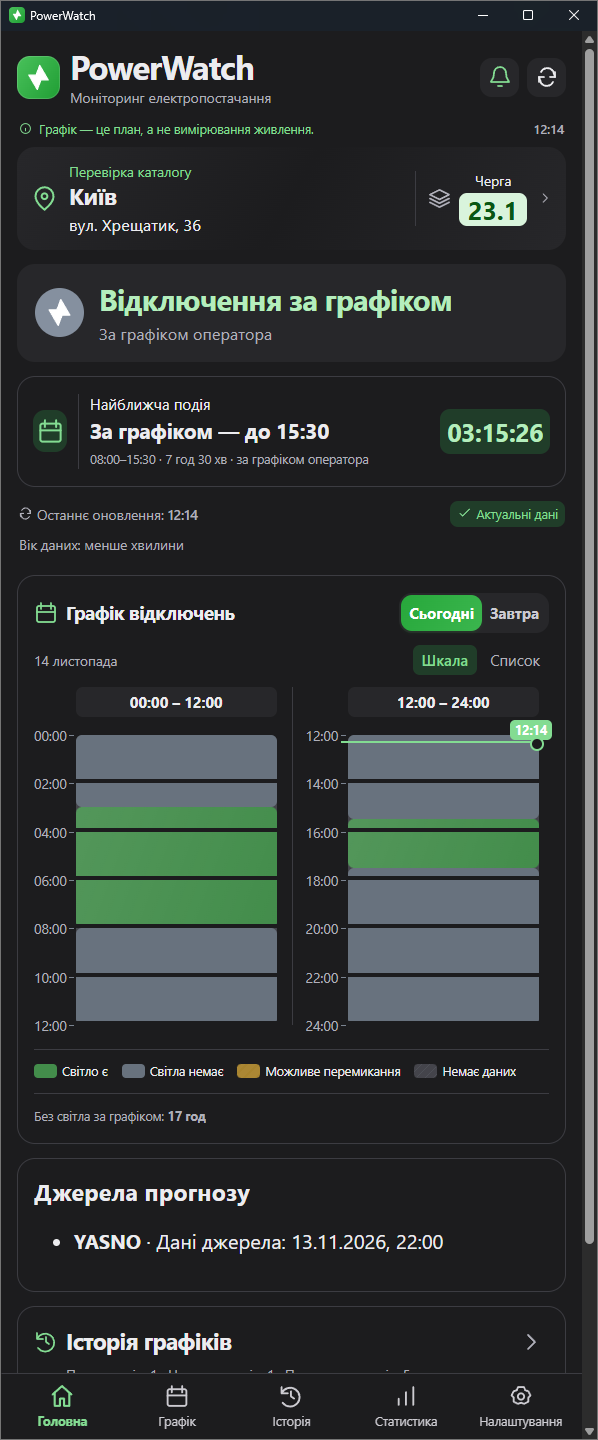 PowerWatch
PowerWatch
Моніторинг електропостачання
Графік — це план, а не вимірювання живлення.
12:14
Перевірка каталогу
Київ
вул. Хрещатик, 36
Черга
23.1
Відключення за графіком
За графіком оператора
Найближча подія
За графіком — до 15:30
08:00–15:30 · 7 год 30 хв · за графіком оператора
03:15:26
Останнє оновлення: 12:14
Актуальні дані
Вік даних: менше хвилини
Графік відключень
Сьогодні
Завтра
14 листопада
Шкала
Список
00:00 – 12:00
12:00 – 24:00
00:00
02:00
04:00
06:00
08:00
10:00
12:00
12:00
12:14
14:00
16:00
18:00
20:00
22:00
24:00
Світло є
Світла немає
Можливе перемикання
Немає даних
Без світла за графіком: 17 год
Джерела прогнозу
• YASNO · Дані джерела: 13.11.2026, 22:00
Історія графіків
Головна
Графік
Історія
Статистика
Налаштування